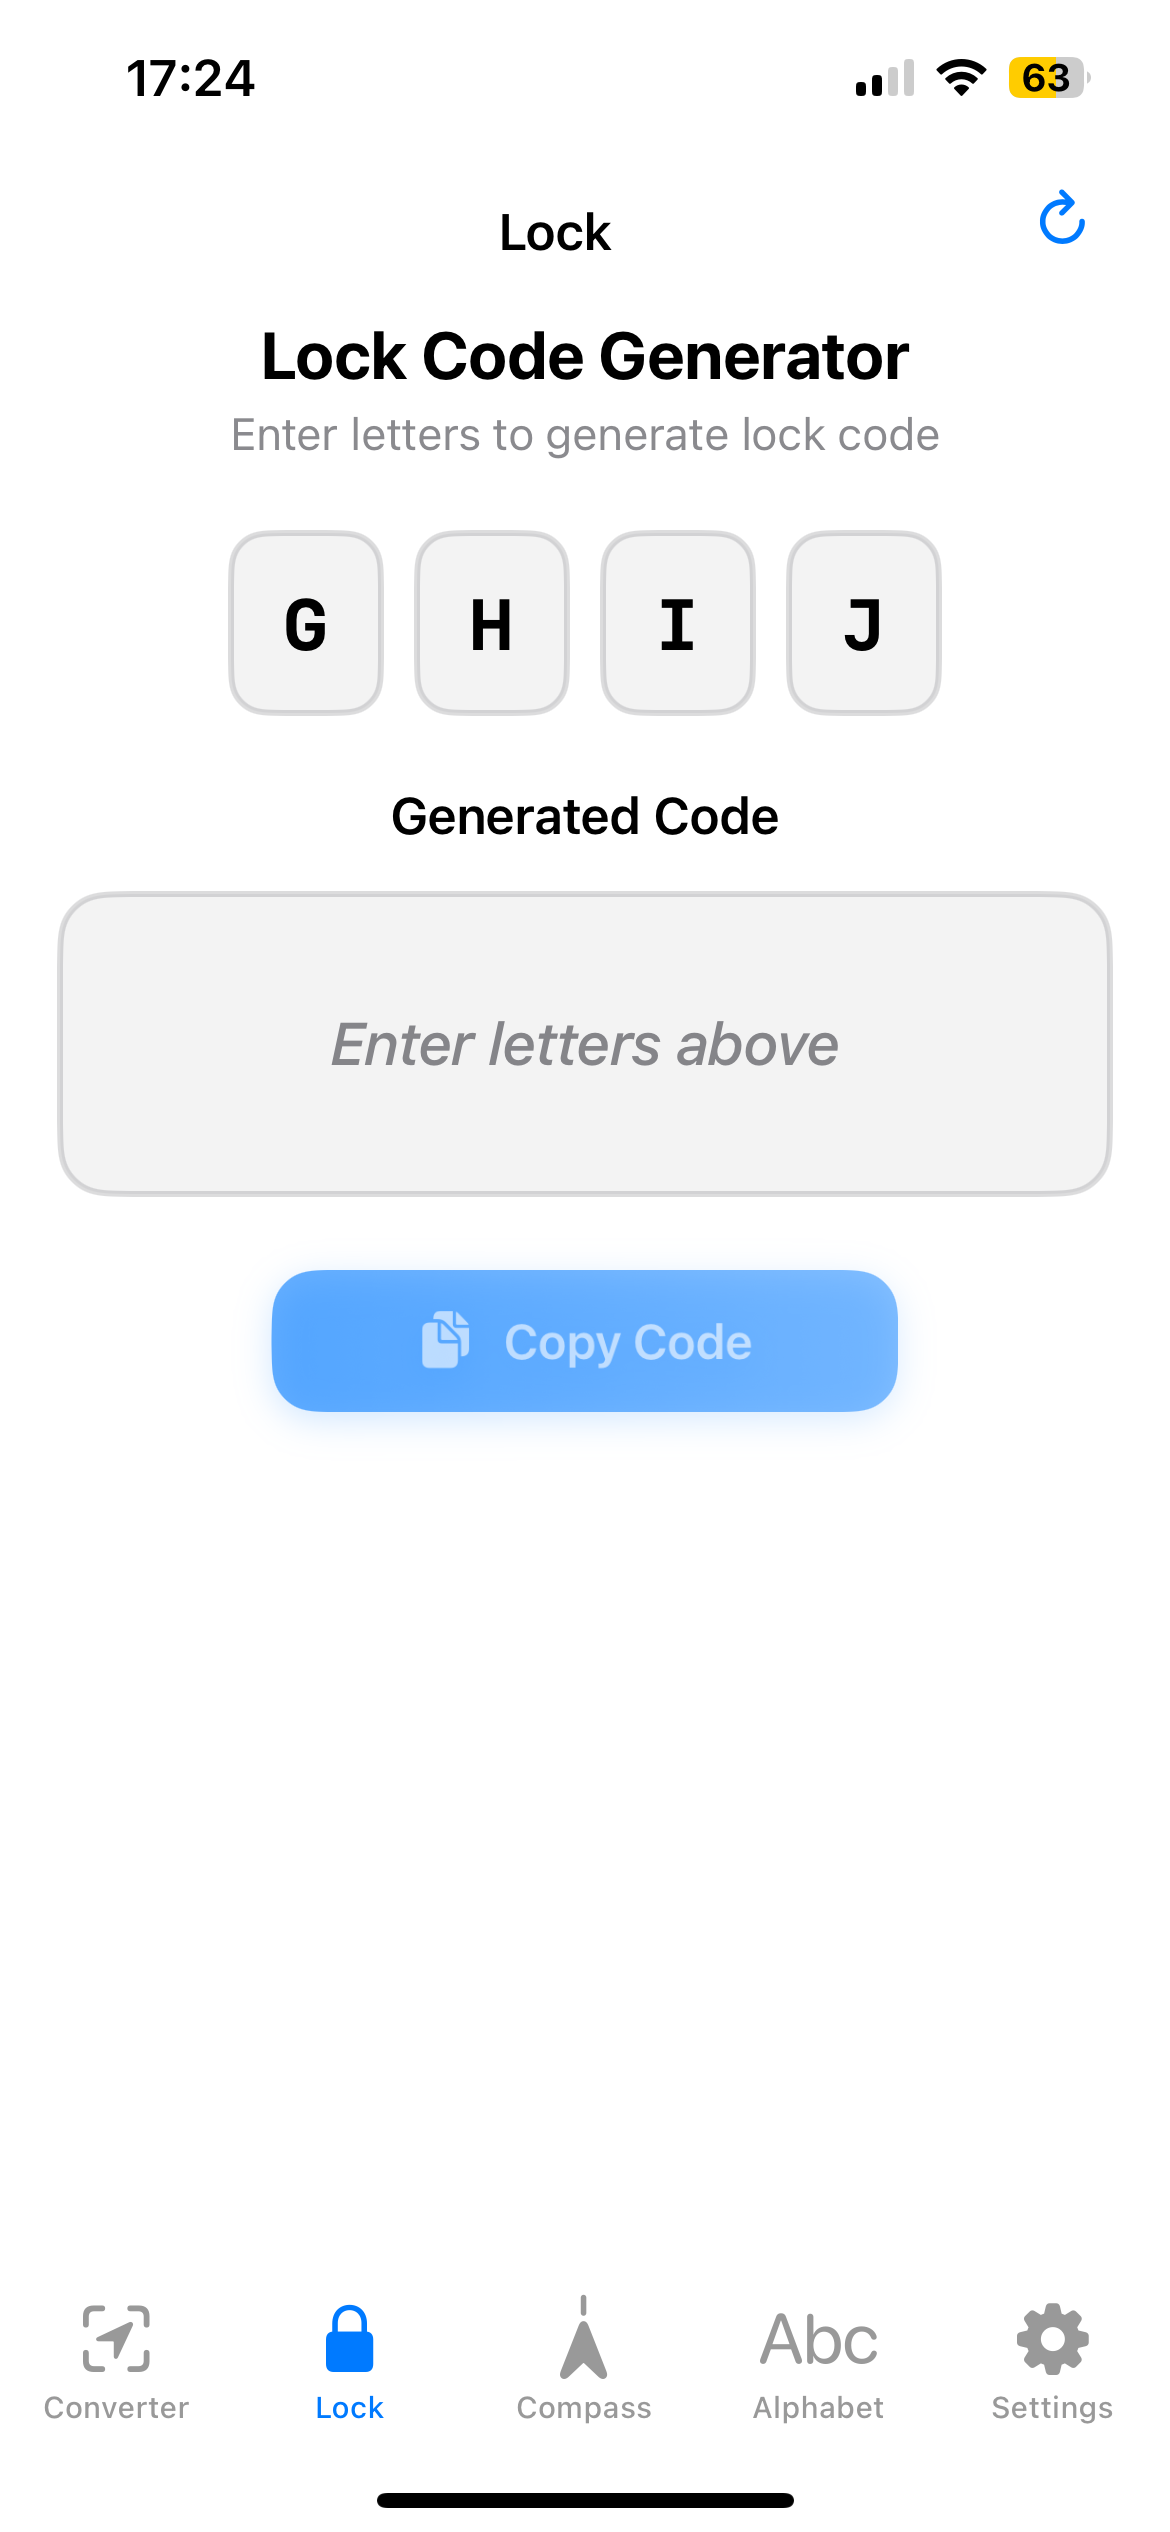 17:24
63
Lock
Lock Code Generator
Enter letters to generate lock code
G H I J
Generated Code
Enter letters above
Copy Code
Abc
Converter Lock Compass Alphabet Settings